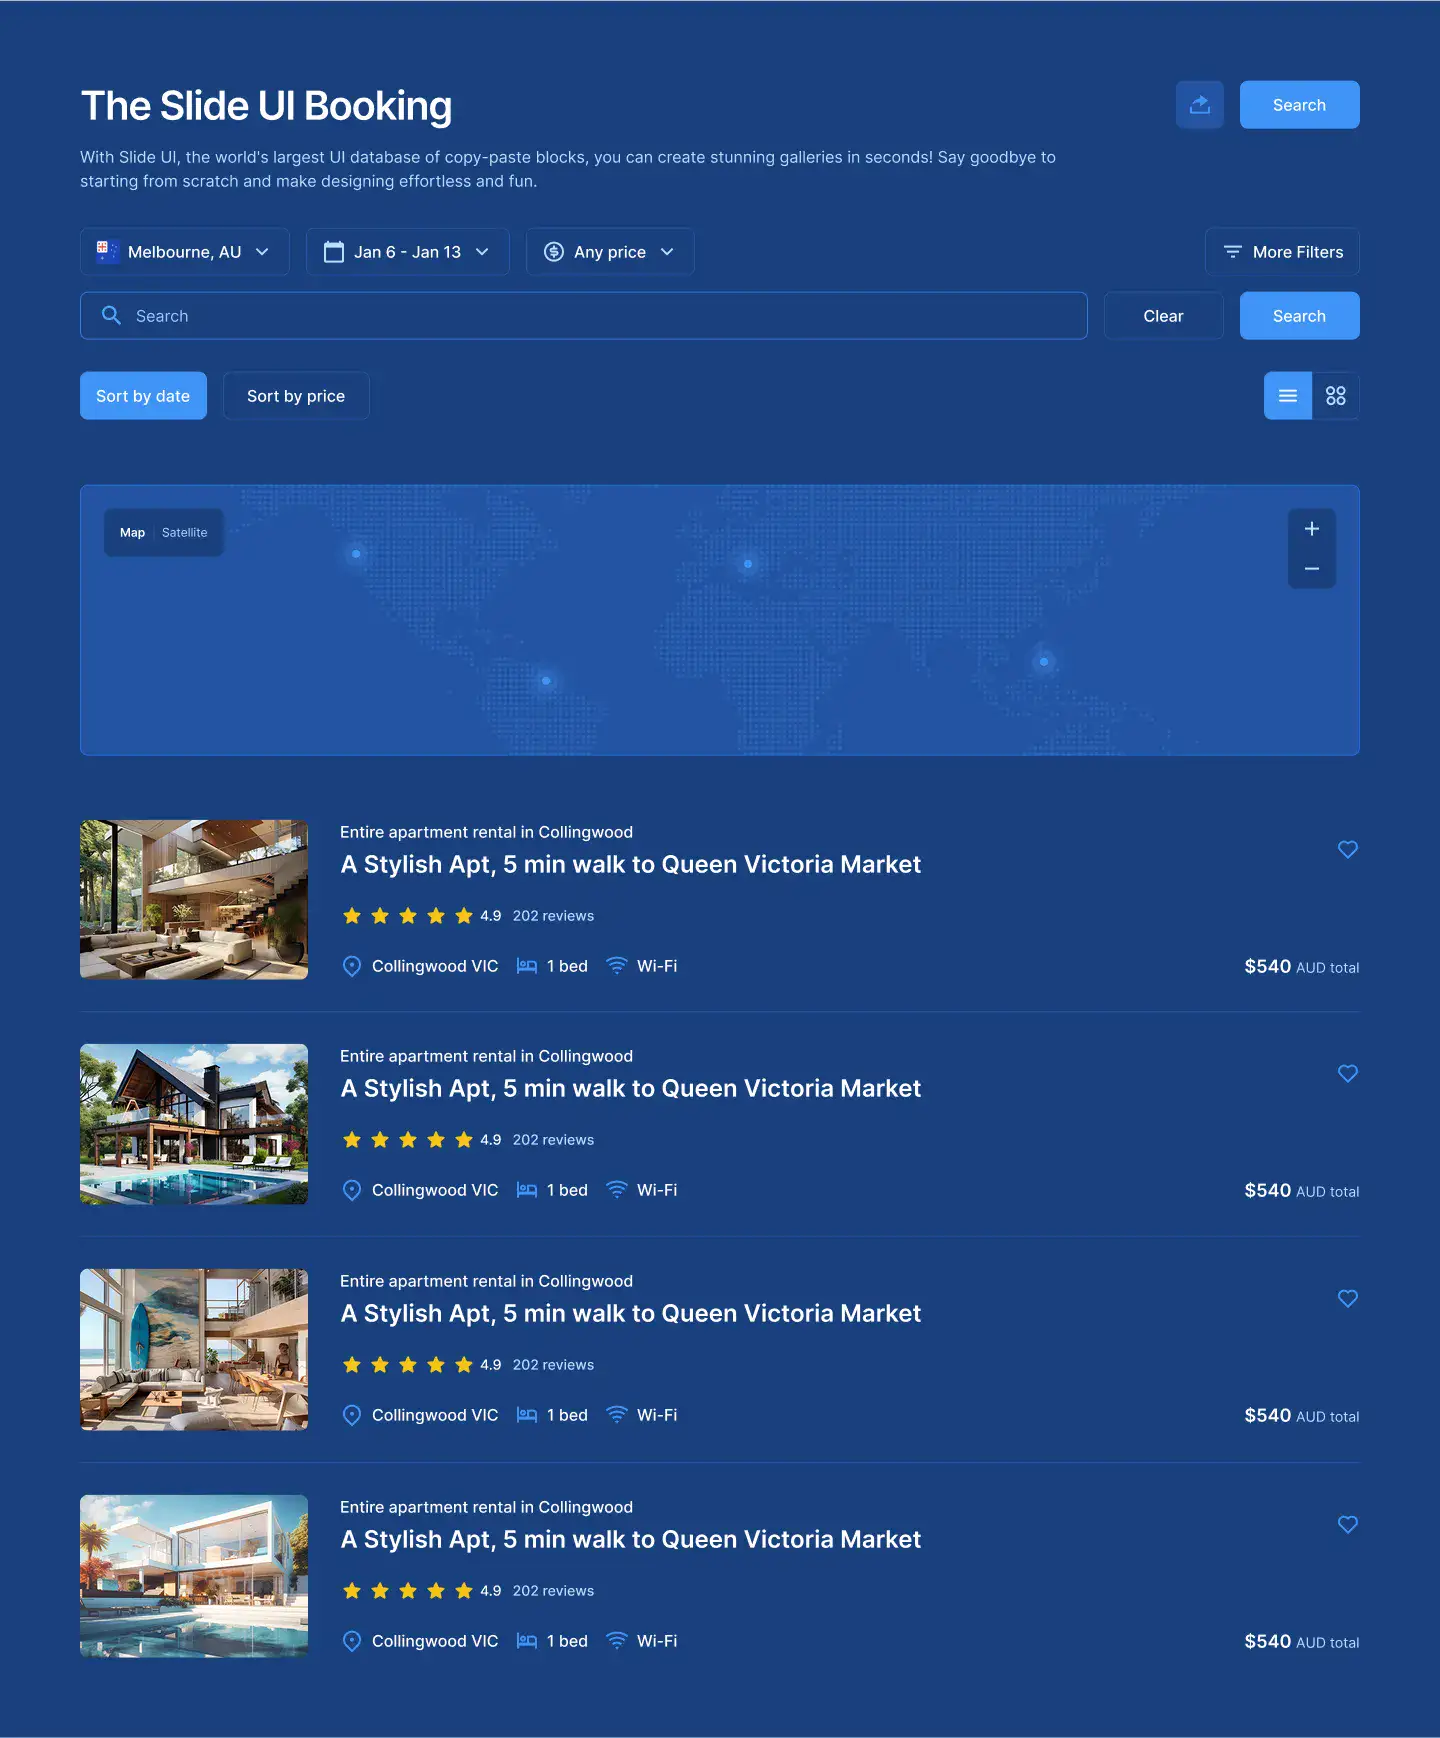 The Slide UI Booking
Search
With Slide UI, the world's largest UI database of copy-paste blocks, you can create stunning galleries in seconds! Say goodbye to
starting from scratch and make designing effortless and fun.
Melbourne, AU
Jan 6 - Jan 13
Any price
More Filters
Search
Clear
Search
Sort by date
Sort by price
Map
Satellite
Entire apartment rental in Collingwood
A Stylish Apt, 5 min walk to Queen Victoria Market
4.9 202 reviews
Collingwood VIC 1 bed Wi-Fi
$540 AUD total
Entire apartment rental in Collingwood
A Stylish Apt, 5 min walk to Queen Victoria Market
4.9 202 reviews
Collingwood VIC 1 bed Wi-Fi
$540 AUD total
Entire apartment rental in Collingwood
A Stylish Apt, 5 min walk to Queen Victoria Market
4.9 202 reviews
Collingwood VIC 1 bed Wi-Fi
$540 AUD total
Entire apartment rental in Collingwood
A Stylish Apt, 5 min walk to Queen Victoria Market
4.9 202 reviews
Collingwood VIC 1 bed Wi-Fi
$540 AUD total